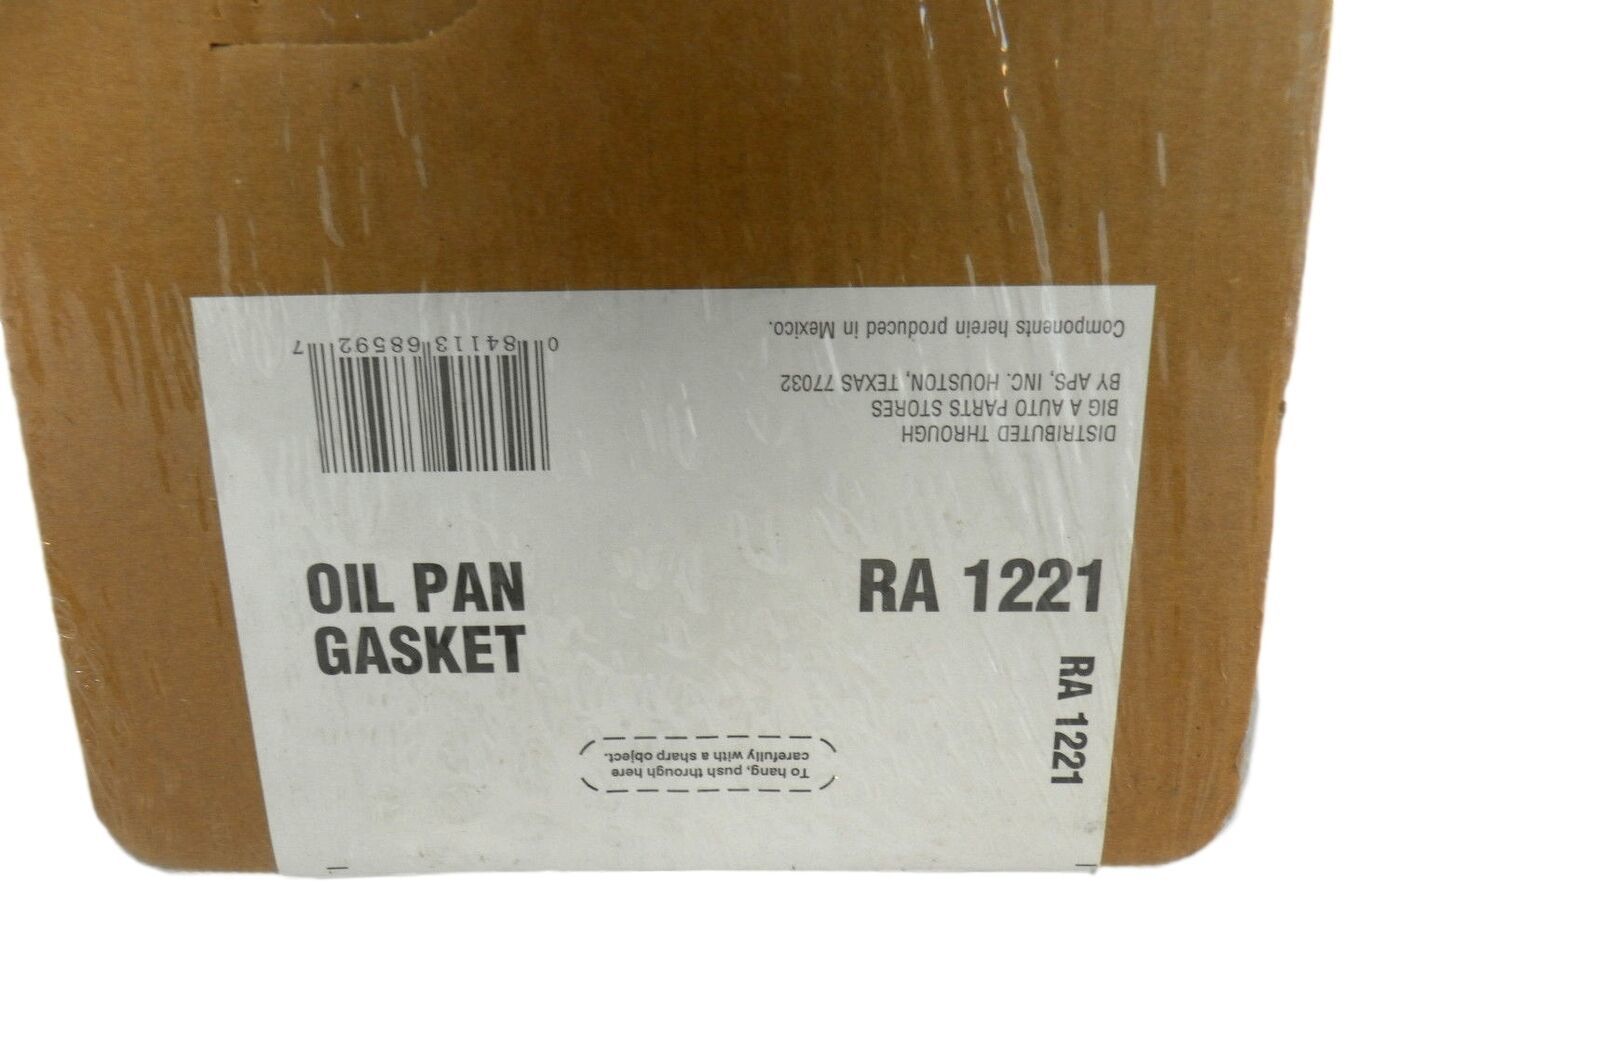 OIL PAN
GASKET
RA 1221
RA 1221
0 84113 68592 7
Components herein produced in Mexico.
DISTRIBUTED THROUGH
BIG A AUTO PARTS STORES
BY APS, INC. HOUSTON, TEXAS 77032
To hang, push through here
carefully with a sharp object.